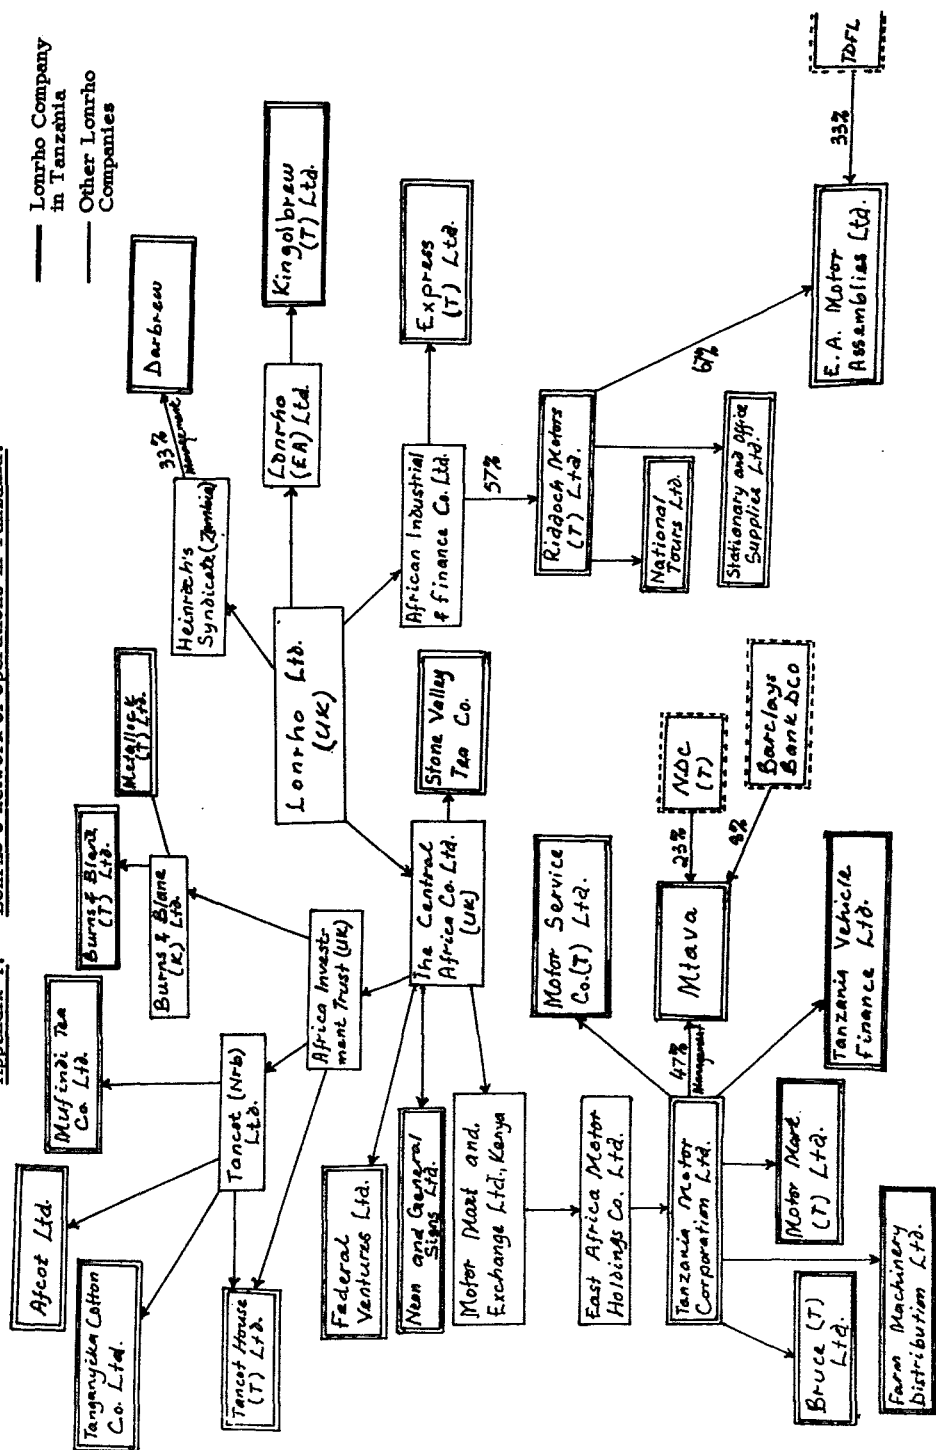 Lonrho Company
in Tanzania
Other Lonrho
Companies
Darbrew
33%
Management
Heinrich's
Syndicate (Zambia)
Kingolbrew
(T) Ltd.
Lonrho
(EA) Ltd.
Lonrho Ltd.
(UK)
Express
(T) Ltd.
African Industrial
& Finance Co. Ltd.
57%
Riddoch Motors
(T) Ltd.
National
Tours Ltd.
Stationary and Office
Supplies Ltd.
67%
E. A. Motor
Assemblies Ltd.
33%
TDFL
Metallock
(T) Ltd.
Burns & Blane
(T) Ltd.
Burns & Blane
(K) Ltd.
Mufindi Tea
Co. Ltd.
Afcot Ltd.
Tanganyika Cotton
Co. Ltd.
Tancot (Nrb)
Ltd.
Tancot House
(T) Ltd.
Africa Invest-
ment Trust (UK)
The Central
Africa Co. Ltd.
(UK)
Stone Valley
Tea Co.
Federal
Ventures Ltd.
Neon and General
Signs Ltd.
Motor Mart and
Exchange Ltd., Kenya
East Africa Motor
Holdings Co. Ltd.
Tanzania Motor
Corporation Ltd.
Motor Service
Co. (T) Ltd.
47%
Management
Mtava
23%
NDC
(T)
Barclays
Bank DCO
Tanzania Vehicle
Finance Ltd.
Motor Mart
(T) Ltd.
Bruce (T)
Ltd.
Farm Machinery
Distribution Ltd.